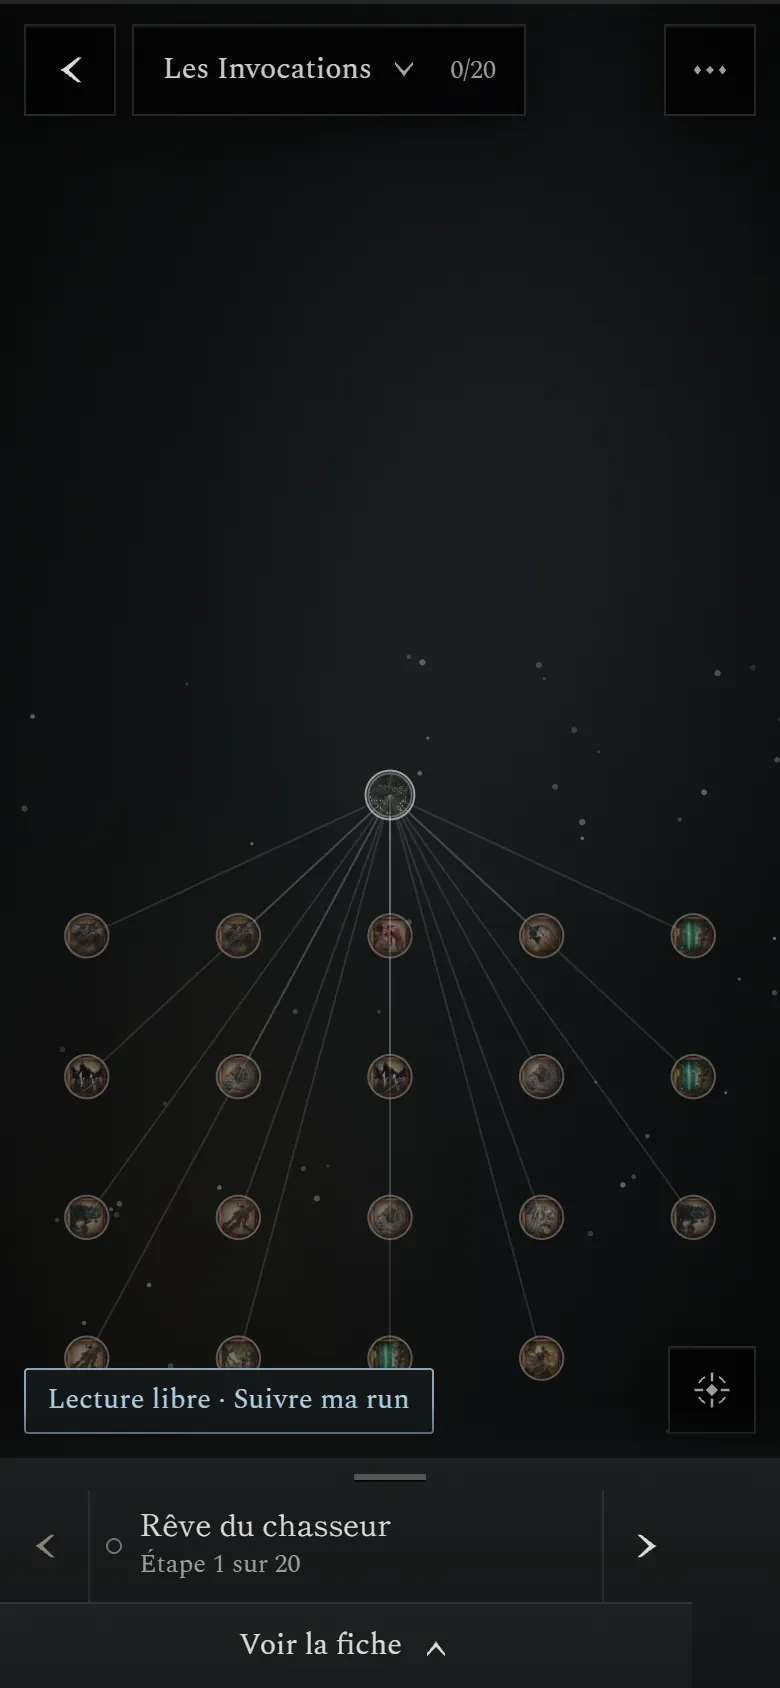 Les Invocations 0/20
Lecture libre · Suivre ma run
Rêve du chasseur
Étape 1 sur 20
Voir la fiche